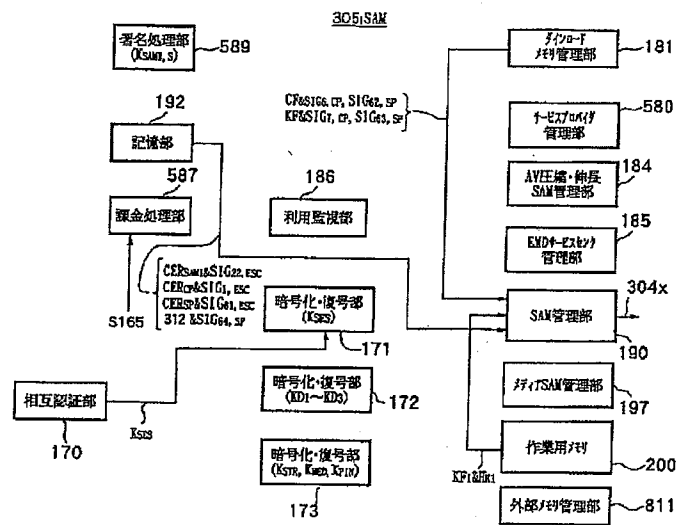 305₁SAM
署名処理部
(KSAM1,S)
589
192
記憶部
587
課金処理部
S165
CERSAM1&SIG22,ESC
CERCP&SIG1,ESC
CERSP&SIG61,ESC
312 &SIG64,SP
186
利用監視部
暗号化・復号部
(KSES)
171
相互認証部
170
KSES
暗号化・復号部
(KD1~KD3)
172
暗号化・復号部
(KSTR,KMED,KPIN)
173
CF&SIG6,CP, SIG62,SP
KF&SIG7,CP, SIG63,SP
ダウンロード
メモリ管理部
181
サービスプロバイダ
管理部
580
AV圧縮・伸長
SAM管理部
184
EMDサービスセンタ
管理部
185
SAM管理部
190
304x
メディアSAM管理部
197
作業用メモリ
200
KF1&HK1
外部メモリ管理部
811